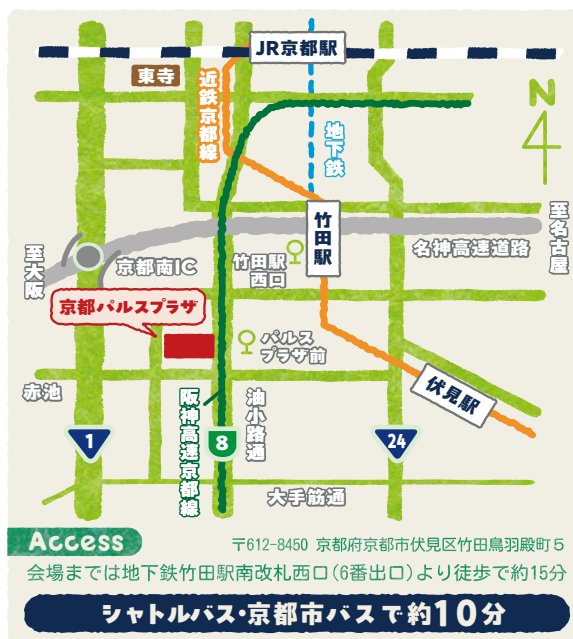 JR京都駅
東寺
近鉄京都線
地下鉄
N
至名古屋
竹田駅
名神高速道路
至大阪
京都南IC
竹田駅
西口
京都パルスプラザ
パルス
プラザ前
赤池
伏見駅
阪神高速京都線
油小路通
1
8
24
大手筋通
Access
〒612-8450 京都府京都市伏見区竹田鳥羽殿町5
会場までは地下鉄竹田駅南改札西口(6番出口)より徒歩で約15分
シャトルバス・京都市バスで約10分